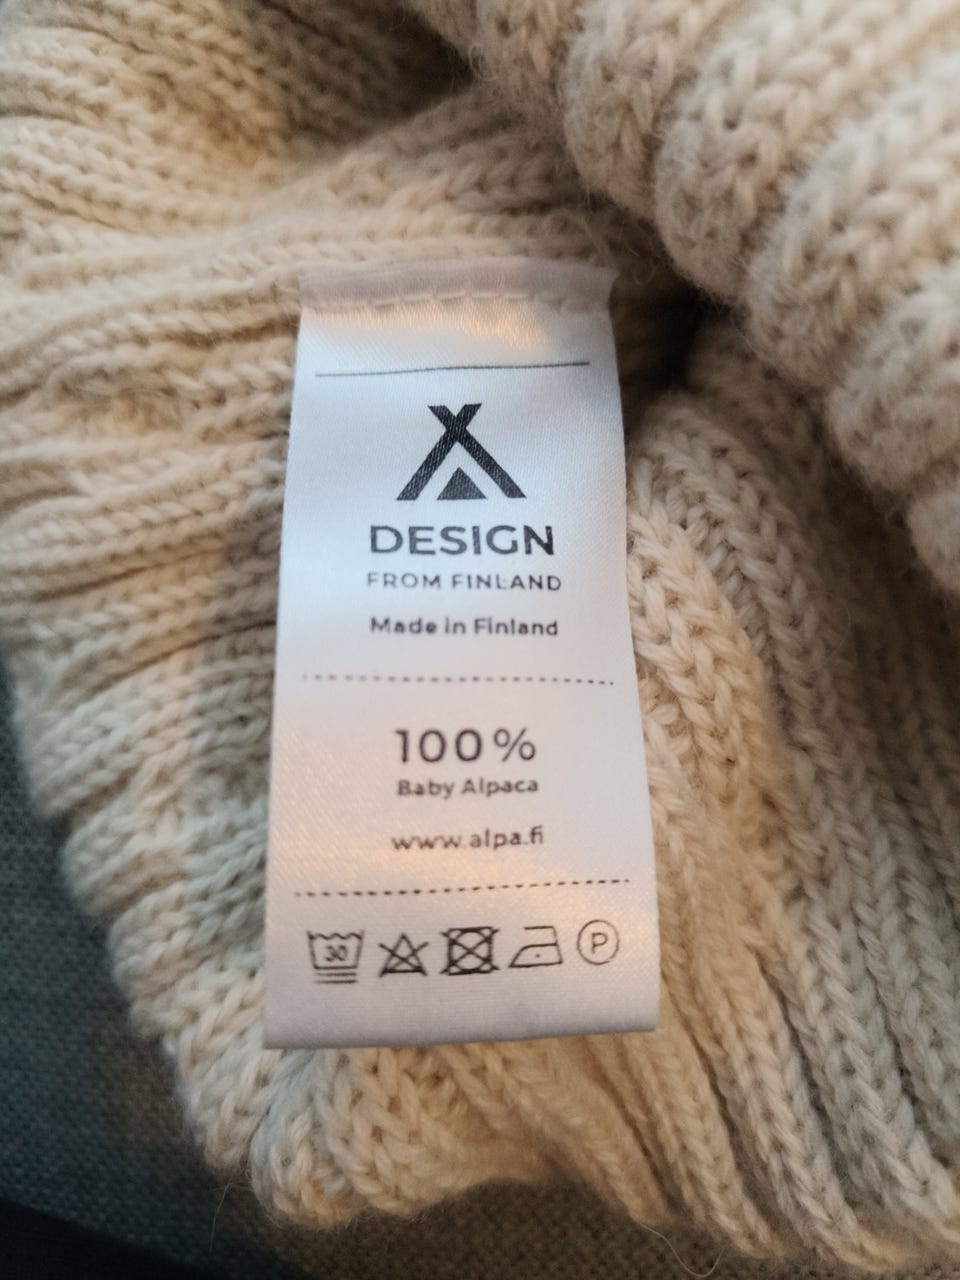 DESIGN
FROM FINLAND
Made in Finland
100%
Baby Alpaca
www.alpa.fi
30
P